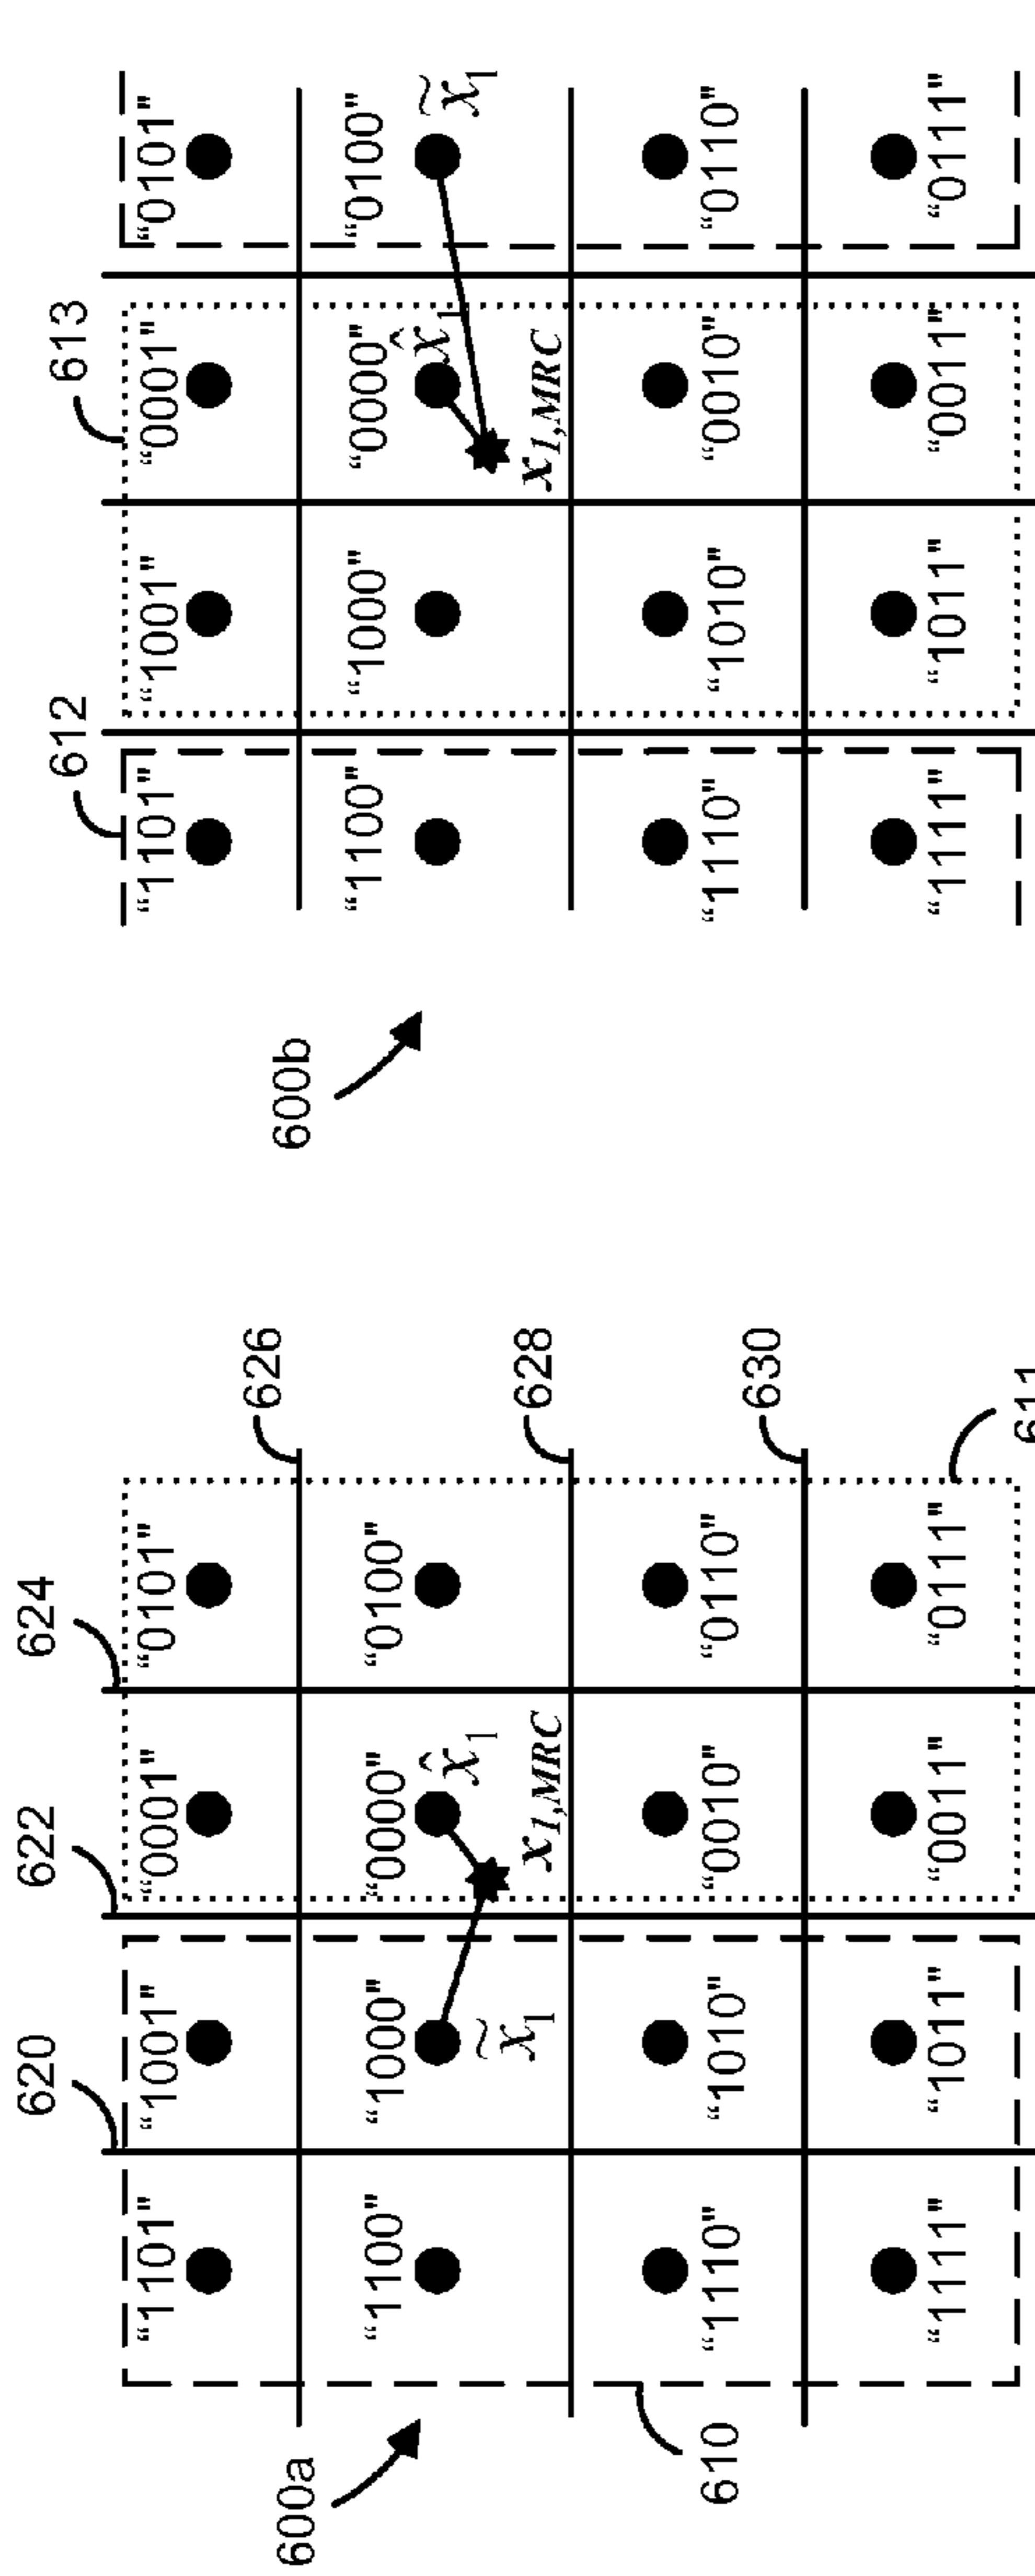 620 622 624
612 613
“1101" “1001" “0001" “0101"
“1101" “1001" “0001" “0101"
626
600a
600b
“1100" “1000" “0000" “0100"
“1100" “1000" “0000" “0100"
x̂₁
x̂₁ x̃₁
x̃₁
628
x₁,MRC
x₁,MRC
610
“1110" “1010" “0010" “0110"
“1110" “1010" “0010" “0110"
630
“1111" “1011" “0011" “0111"
“1111" “1011" “0011" “0111"
611